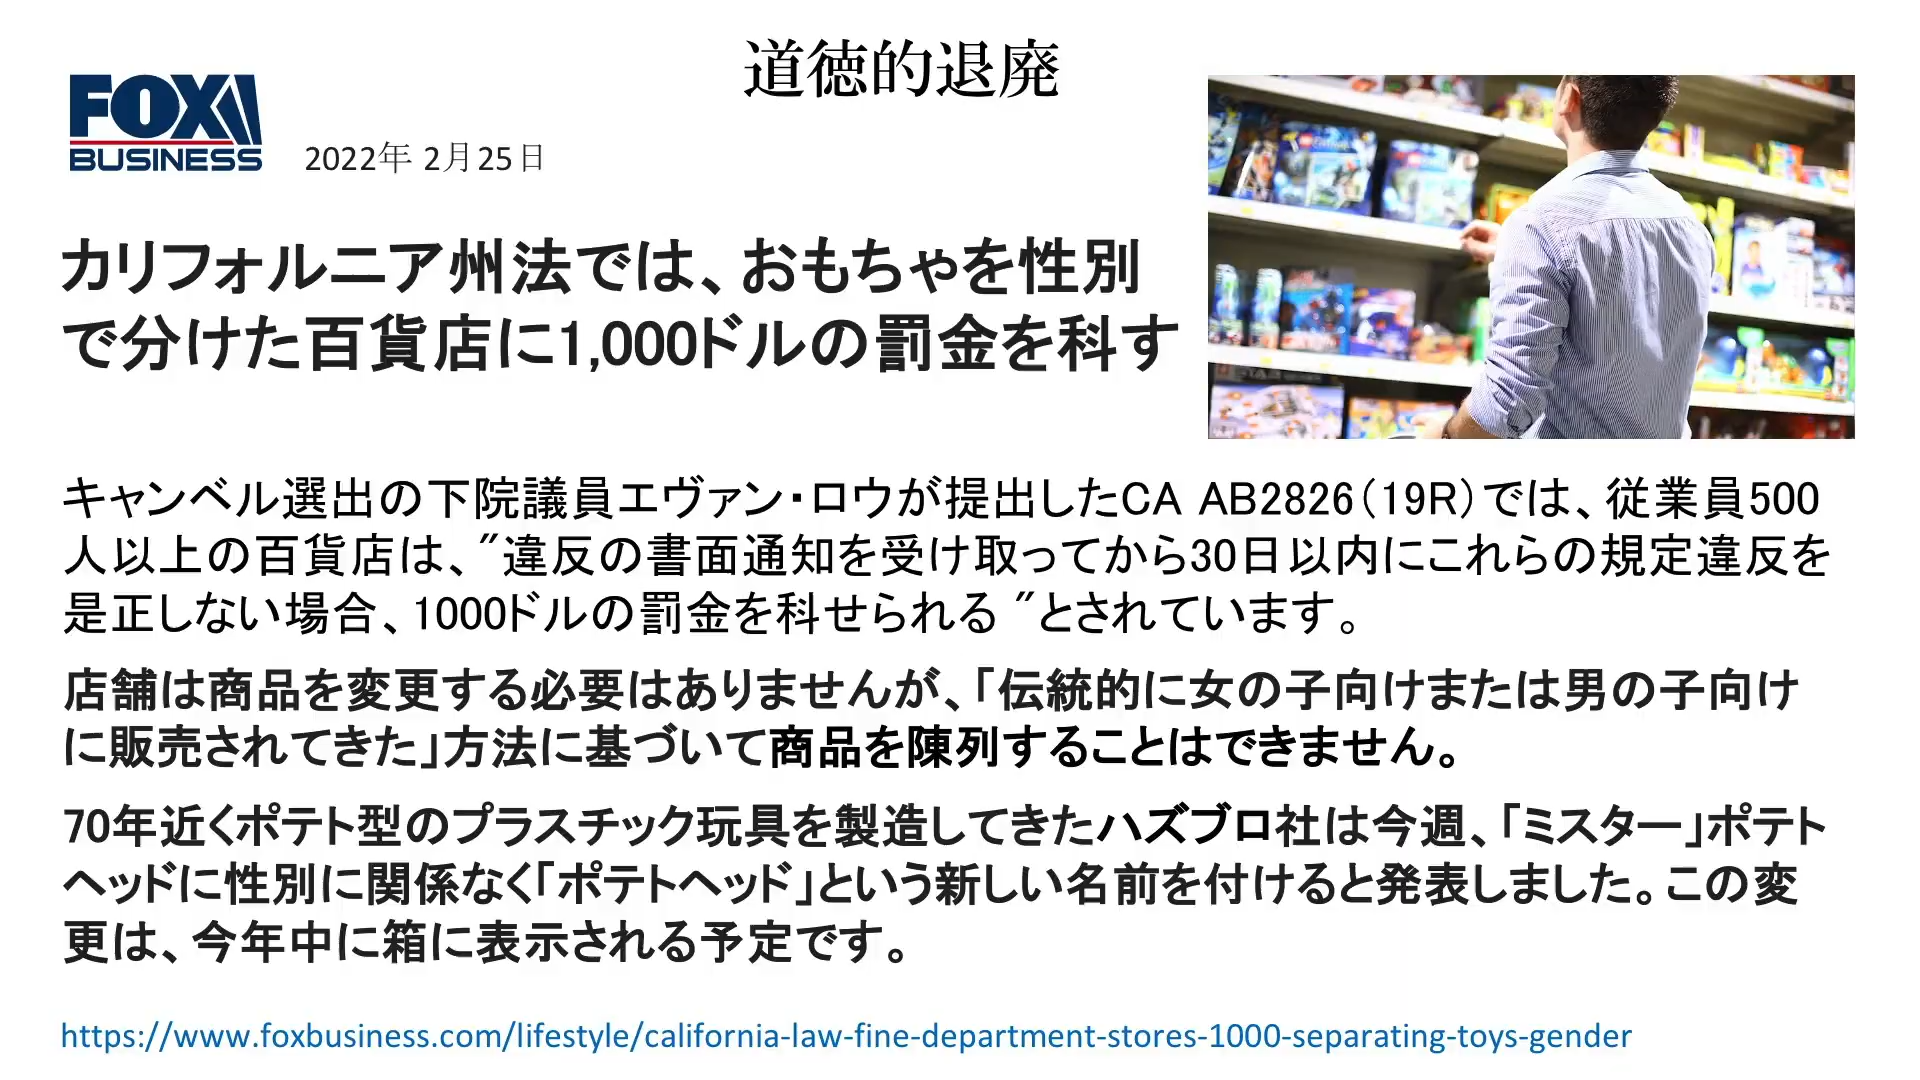 道徳的退廃
FOX
BUSINESS
2022年 2月25日
カリフォルニア州法では、おもちゃを性別
で分けた百貨店に1,000ドルの罰金を科す
キャンベル選出の下院議員エヴァン・ロウが提出したCA AB2826（19R）では、従業員500
人以上の百貨店は、"違反の書面通知を受け取ってから30日以内にこれらの規定違反を
是正しない場合、1000ドルの罰金を科せられる "とされています。
店舗は商品を変更する必要はありませんが、「伝統的に女の子向けまたは男の子向け
に販売されてきた」方法に基づいて商品を陳列することはできません。
70年近くポテト型のプラスチック玩具を製造してきたハズブロ社は今週、「ミスター」ポテト
ヘッドに性別に関係なく「ポテトヘッド」という新しい名前を付けると発表しました。この変
更は、今年中に箱に表示される予定です。
https://www.foxbusiness.com/lifestyle/california-law-fine-department-stores-1000-separating-toys-gender